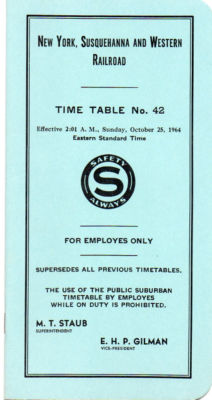 NEW YORK, SUSQUEHANNA AND WESTERN
RAILROAD
TIME TABLE No. 42
Effective 2:01 A. M., Sunday, October 25, 1964
Eastern Standard Time
SAFETY
S
ALWAYS
FOR EMPLOYES ONLY
SUPERSEDES ALL PREVIOUS TIMETABLES.
THE USE OF THE PUBLIC SUBURBAN
TIMETABLE BY EMPLOYES
WHILE ON DUTY IS PROHIBITED.
M. T. STAUB
SUPERINTENDENT
E. H. P. GILMAN
VICE-PRESIDENT